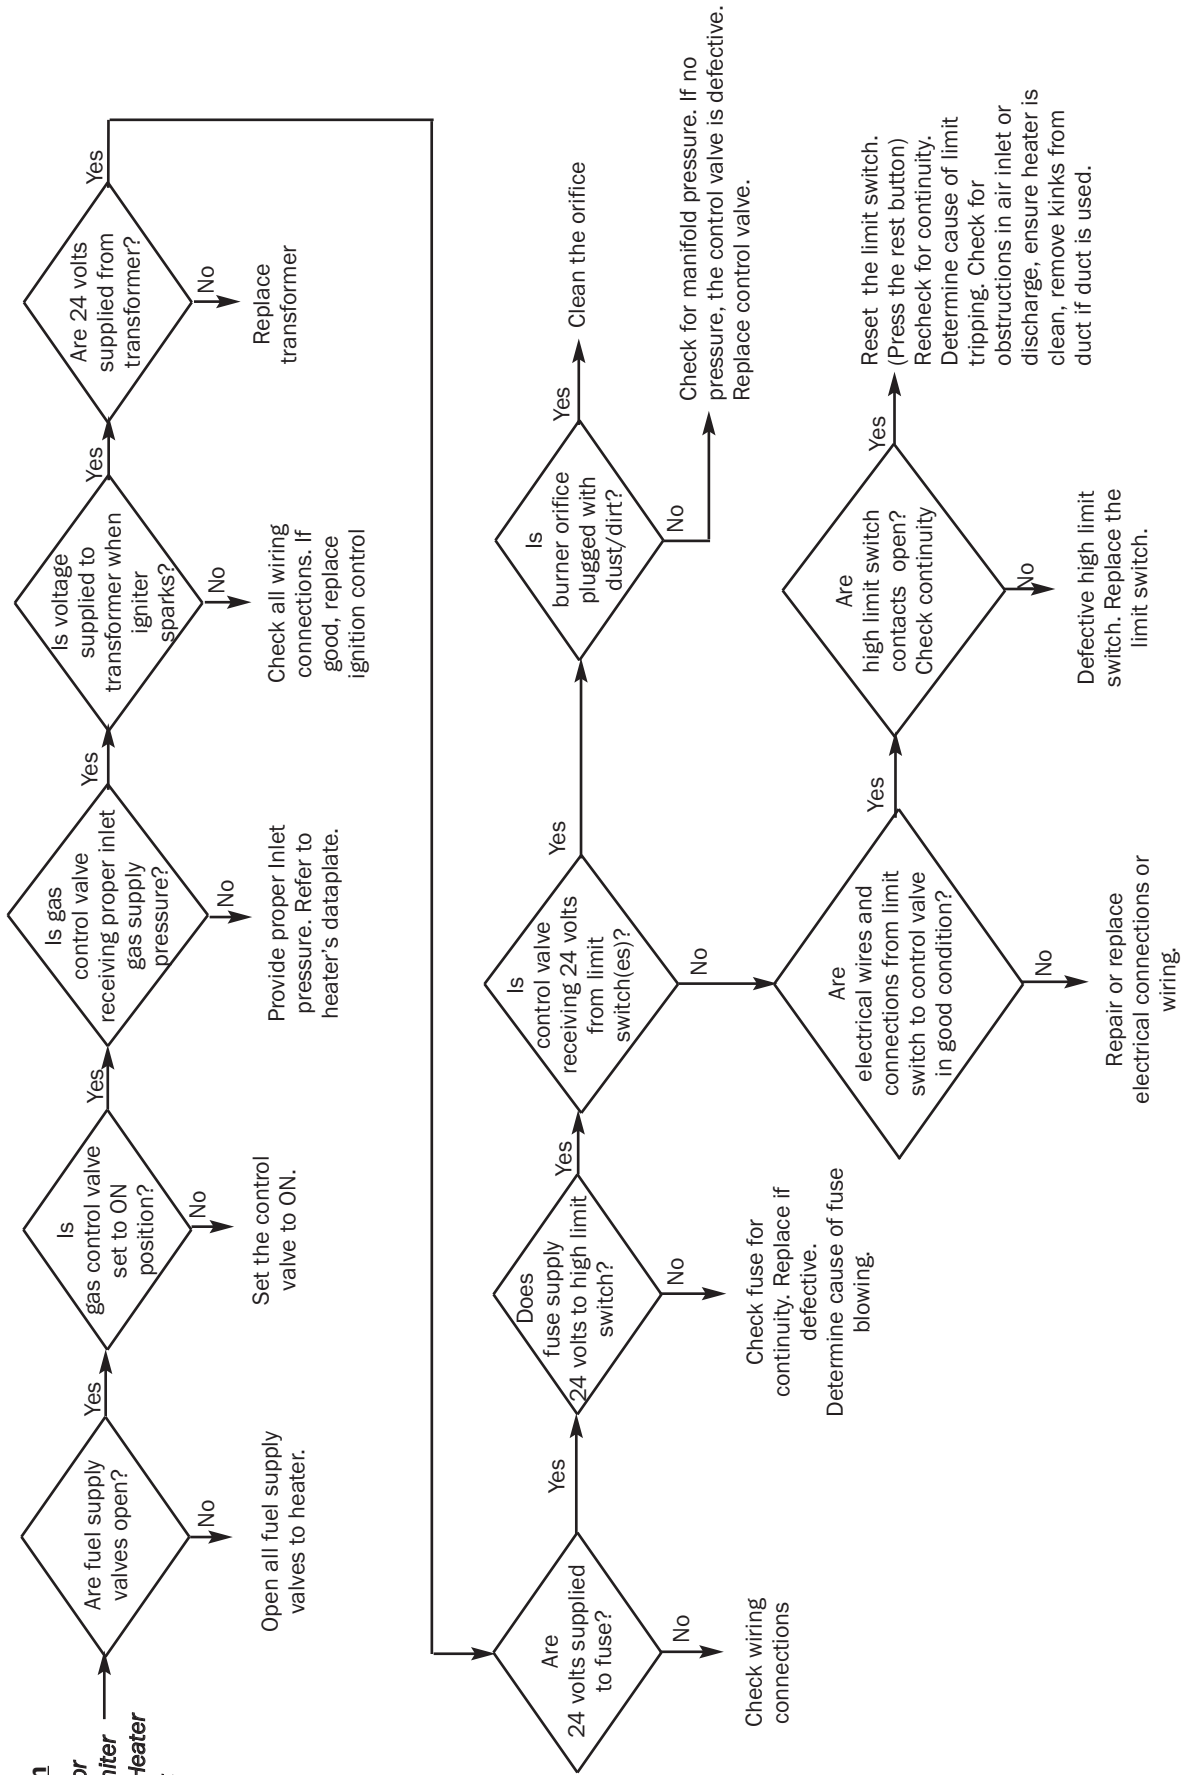 Are fuel supply
valves open?
Yes
No
Open all fuel supply
valves to heater.
Is
gas control valve
set to ON
position?
Yes
No
Set the control
valve to ON.
Is gas
control valve
receiving proper inlet
gas supply
pressure?
Yes
No
Provide proper Inlet
pressure. Refer to
heater's dataplate.
Is voltage
supplied to
transformer when
igniter
sparks?
Yes
No
Check all wiring
connections. If
good, replace
ignition control
Are 24 volts
supplied from
transformer?
Yes
No
Replace
transformer
Are
24 volts supplied
to fuse?
Yes
No
Check wiring
connections
Does
fuse supply
24 volts to high limit
switch?
Yes
No
Check fuse for
continuity. Replace if
defective.
Determine cause of fuse
blowing.
Is
control valve
receiving 24 volts
from limit
switch(es)?
Yes
No
Is
burner orifice
plugged with
dust/dirt?
Yes
Clean the orifice
No
Check for manifold pressure. If no
pressure, the control valve is defective.
Replace control valve.
Are
electrical wires and
connections from limit
switch to control valve
in good condition?
Yes
No
Repair or replace
electrical connections or
wiring.
Are
high limit switch
contacts open?
Check continuity
Yes
No
Defective high limit
switch. Replace the
limit switch.
Reset the limit switch.
(Press the rest button)
Recheck for continuity.
Determine cause of limit
tripping. Check for
obstructions in air inlet or
discharge, ensure heater is
clean, remove kinks from
duct if duct is used.